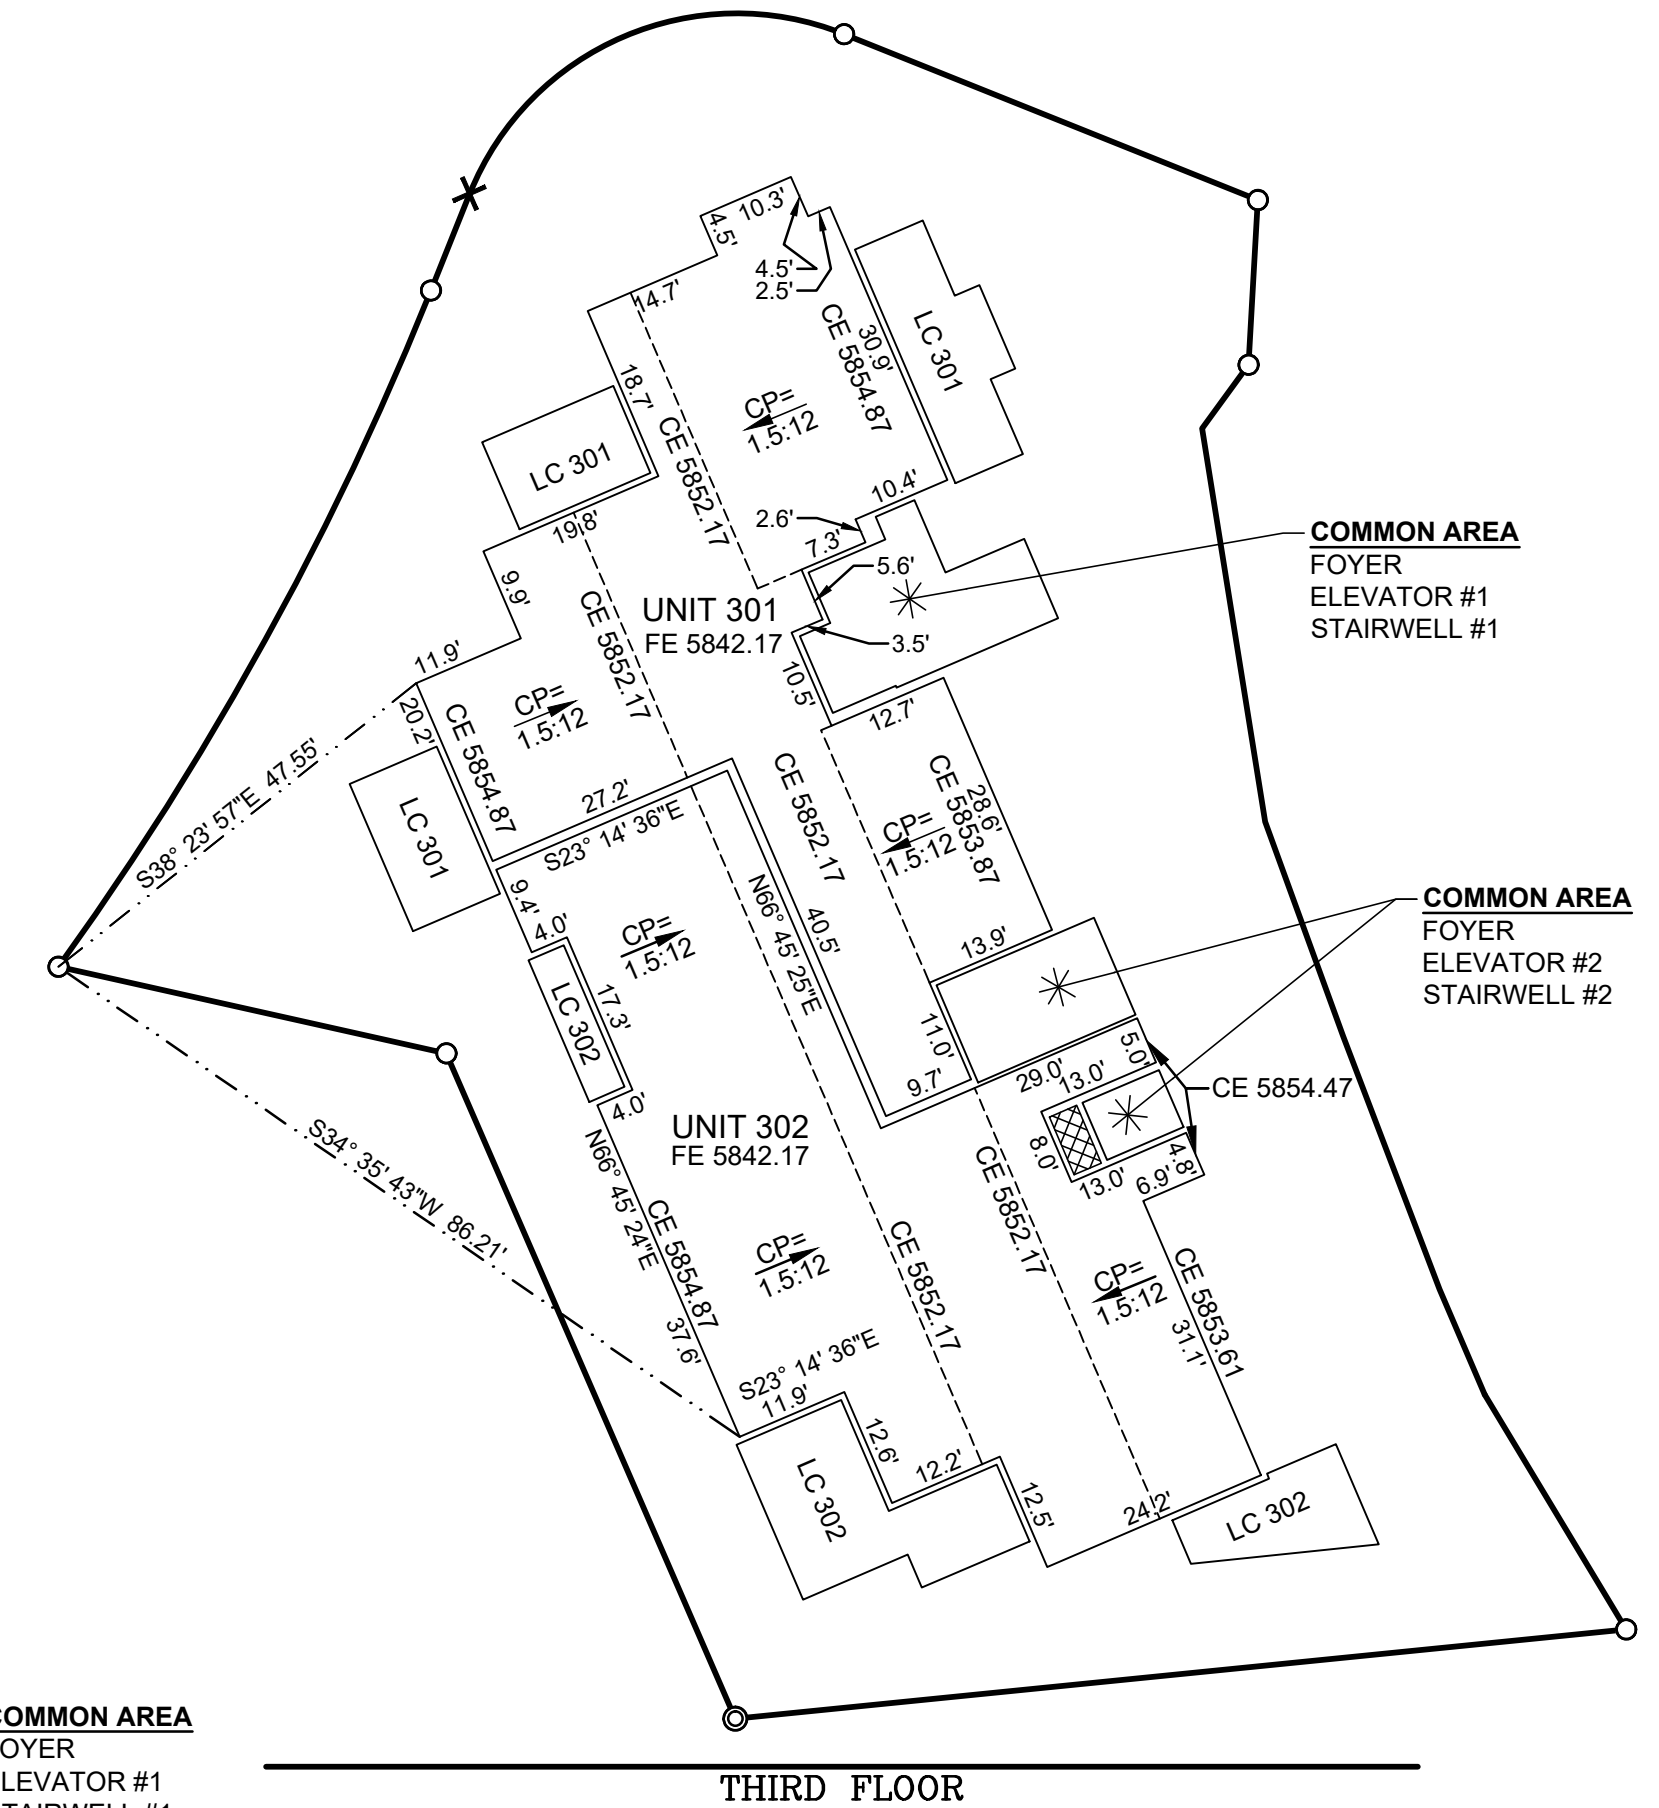 10.3'
4.5'
4.5'
2.5'
14.7'
CE 5854.87
30.9'
LC 301
18.7'
CE 5852.17
CP=
1.5:12
LC 301
10.4'
19.8'
2.6'
7.3'
COMMON AREA
FOYER
ELEVATOR #1
STAIRWELL #1
5.6'
9.9'
CE 5852.17
UNIT 301
FE 5842.17
3.5'
11.9'
10.5'
20.2'
CE 5854.87
CP=
1.5:12
12.7'
S38° 23' 57"E 47.55'
CE 5852.17
CE 5853.87
28.6'
27.2'
S23° 14' 36"E
LC 301
CP=
1.5:12
9.4'
4.0'
CP=
1.5:12
N66° 45' 25"E
40.5'
13.9'
COMMON AREA
FOYER
ELEVATOR #2
STAIRWELL #2
LC 302
17.3'
11.0'
5.0'
9.7'
29.0'
13.0'
CE 5854.47
4.0'
UNIT 302
FE 5842.17
S34° 35' 43"W 86.21'
8.0'
13.0'
6.9'
4.8'
N66° 45' 24"E
CE 5854.87
37.6'
CE 5852.17
CP=
1.5:12
CE 5852.17
CP=
1.5:12
CE 5853.61
31.1'
S23° 14' 36"E
11.9'
12.6'
12.2'
12.5'
24.2'
LC 302
LC 302
COMMON AREA
OYER
LEVATOR #1
TAIRWELL #1
THIRD FLOOR